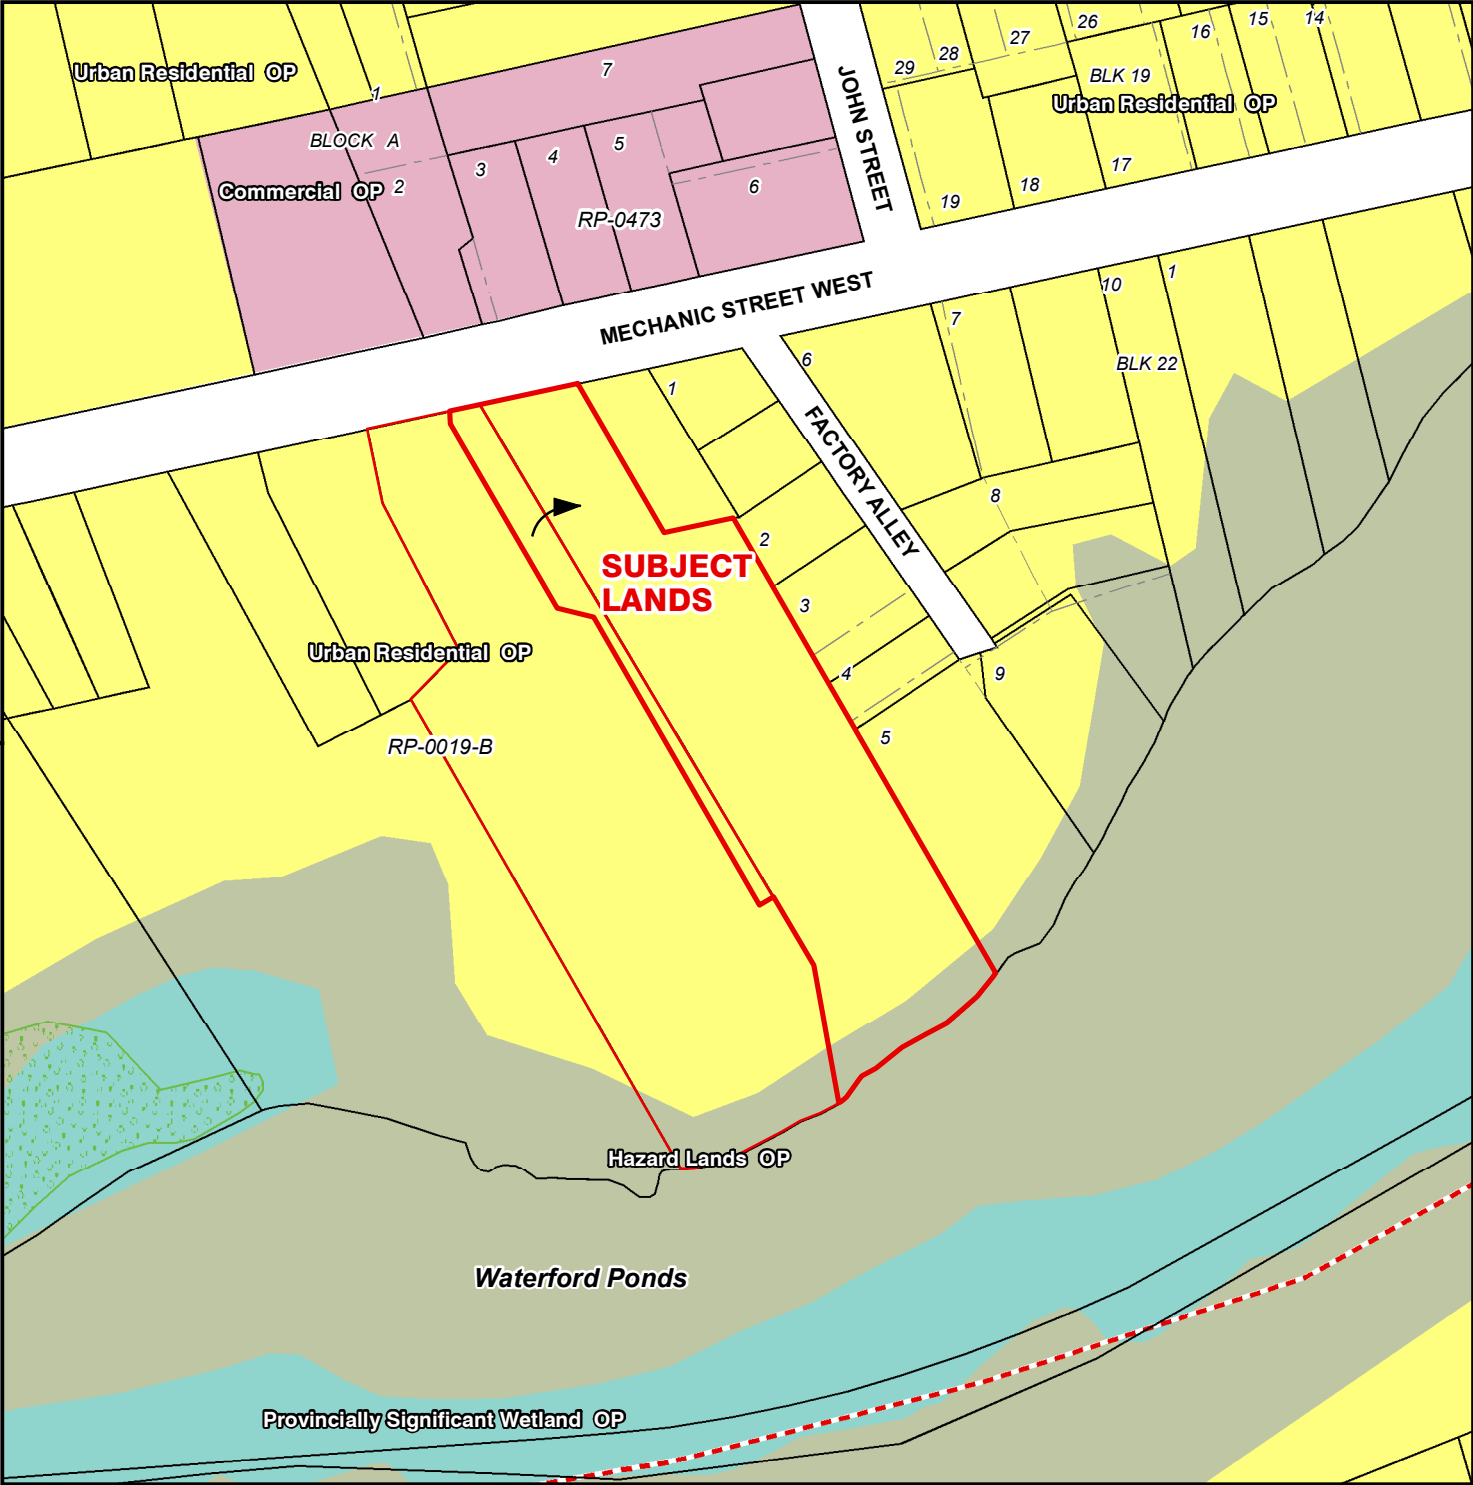 26
15
14
27
16
28
29
7
Urban Residential OP
BLK 19
Urban Residential OP
1
JOHN STREET
BLOCK A
5
4
3
17
18
6
2
Commercial OP
19
RP-0473
1
10
MECHANIC STREET WEST
7
6
BLK 22
1
FACTORY ALLEY
8
2
SUBJECT
LANDS
3
Urban Residential OP
4
9
5
RP-0019-B
Hazard Lands OP
Waterford Ponds
Provincially Significant Wetland OP